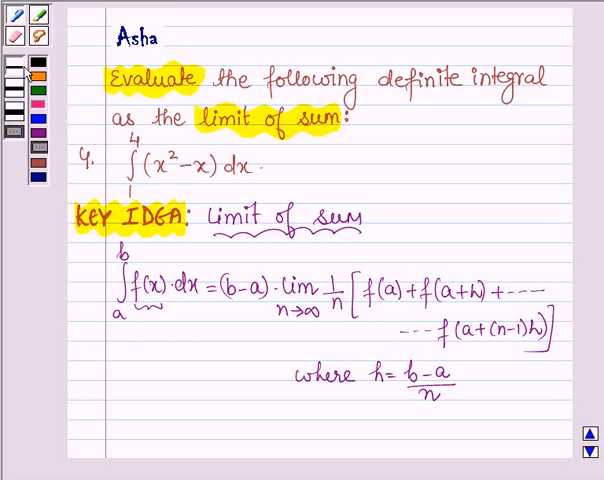 Asha
Evaluate the following definite integral
as the limit of sum:
4. ∫₁⁴ (x² − x) dx.
KEY IDEA: Limit of sum
∫ₐᵇ f(x)·dx = (b−a)·lim n→∞ 1/n [f(a) + f(a+h) + ----
--- f(a+(n−1)h)]
where h = b−a/n